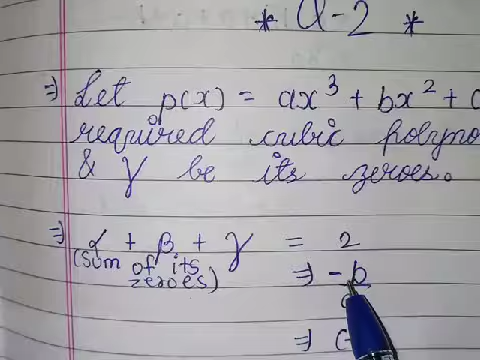 * Q-2 *
⇒ Let p(x) = ax³ + bx² + c
required cubic polyno
& γ be its zeroes.
⇒ α + β + γ = 2
(Sum of its zeroes)
⇒ -b
⇒